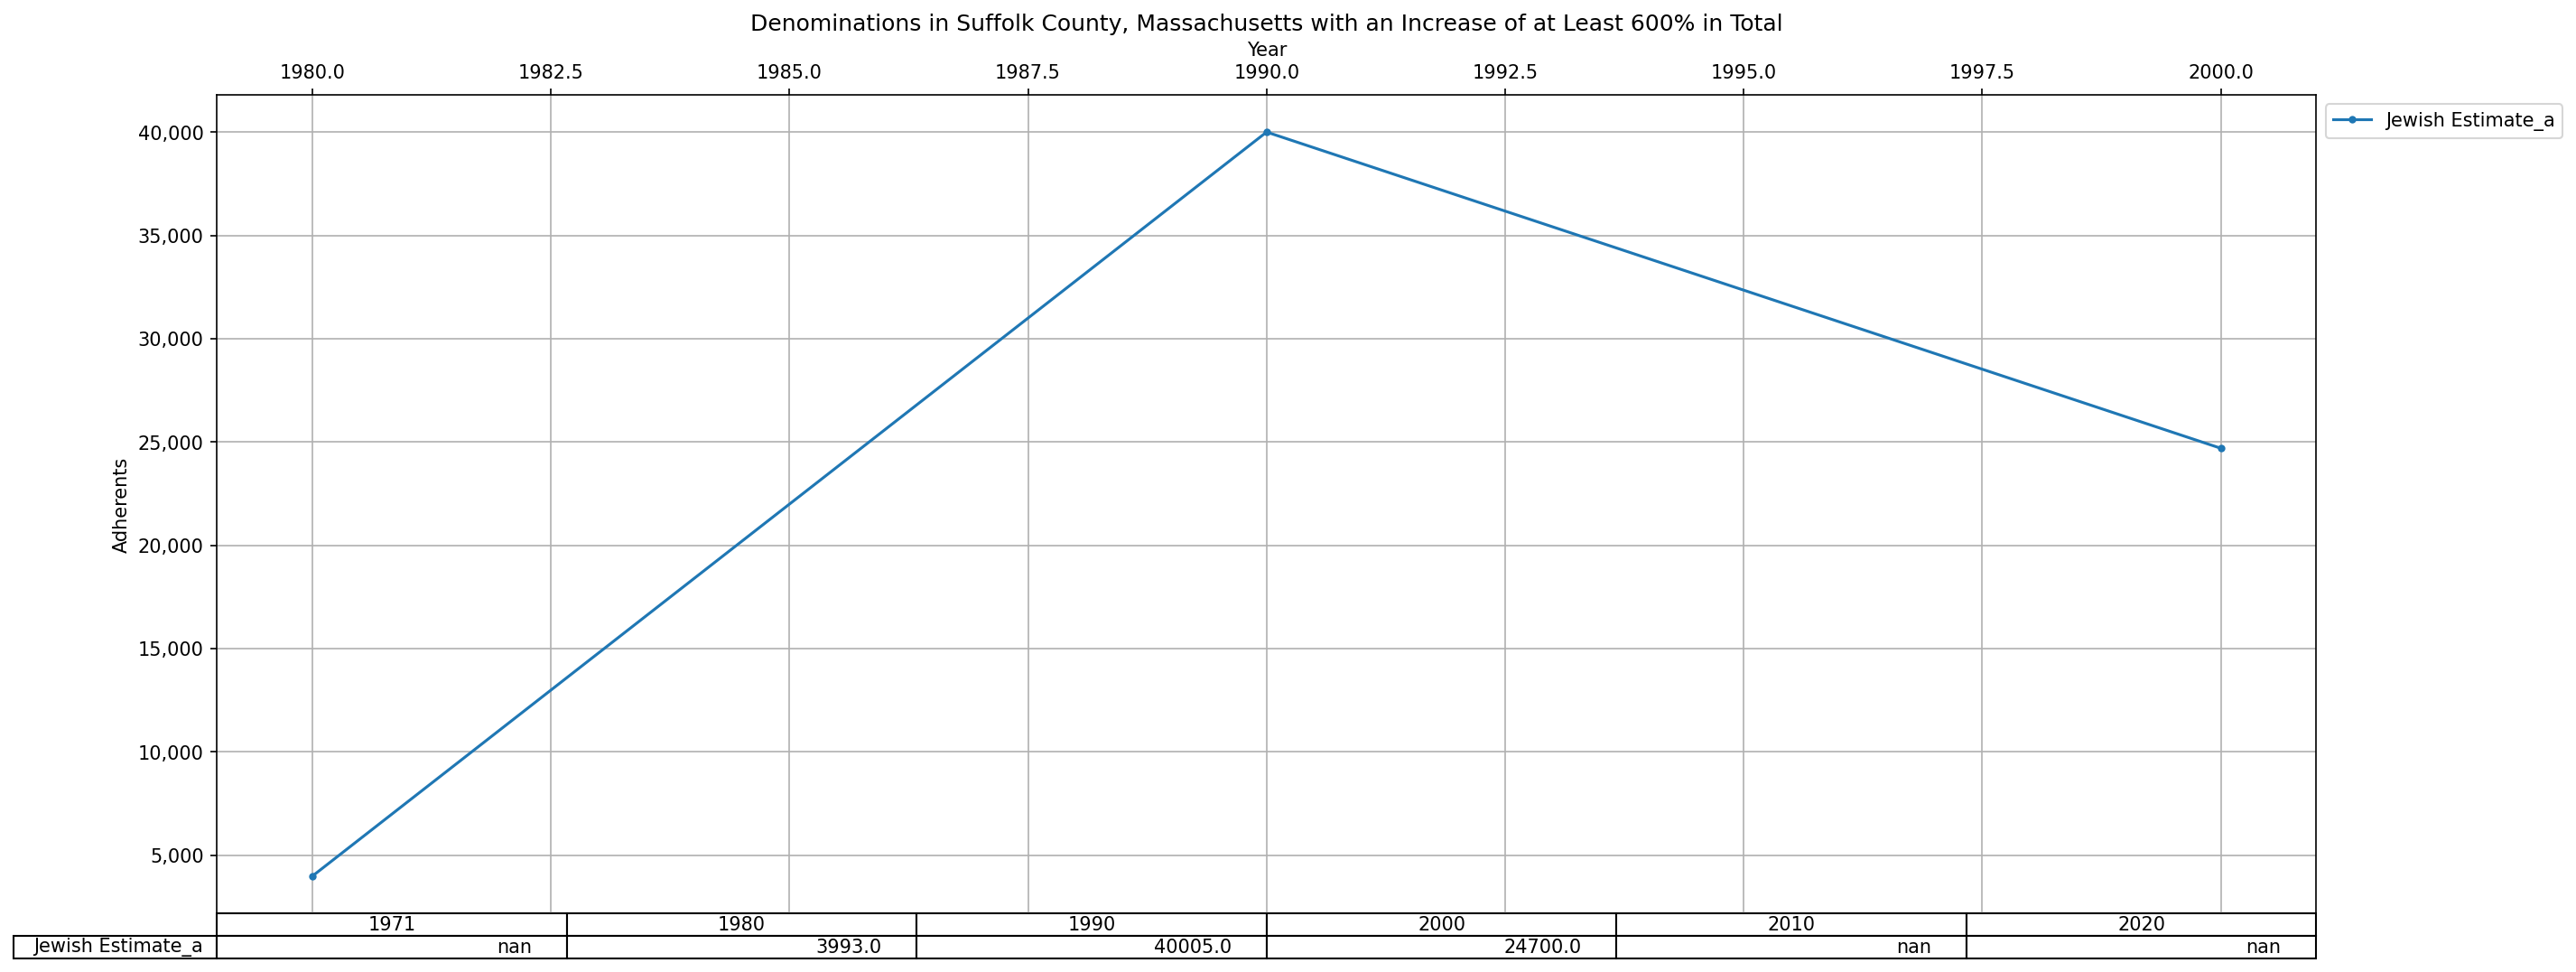 Denominations in Suffolk County, Massachusetts with an Increase of at Least 600% in Total
Year
1980.0 1982.5 1985.0 1987.5 1990.0 1992.5 1995.0 1997.5 2000.0
Jewish Estimate_a
40,000
35,000
30,000
25,000
20,000
15,000
10,000
5,000
Adherents
1971 1980 1990 2000 2010 2020
Jewish Estimate_a nan 3993.0 40005.0 24700.0 nan nan